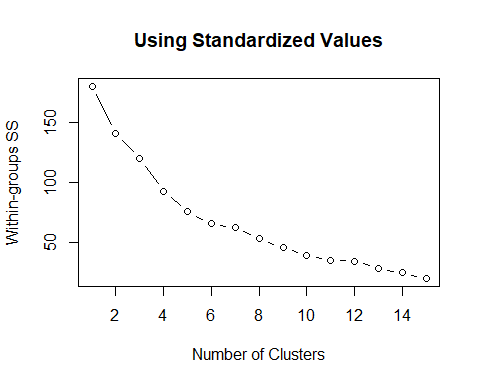 Using Standardized Values
Within-groups SS
150
100
50
2 4 6 8 10 12 14
Number of Clusters